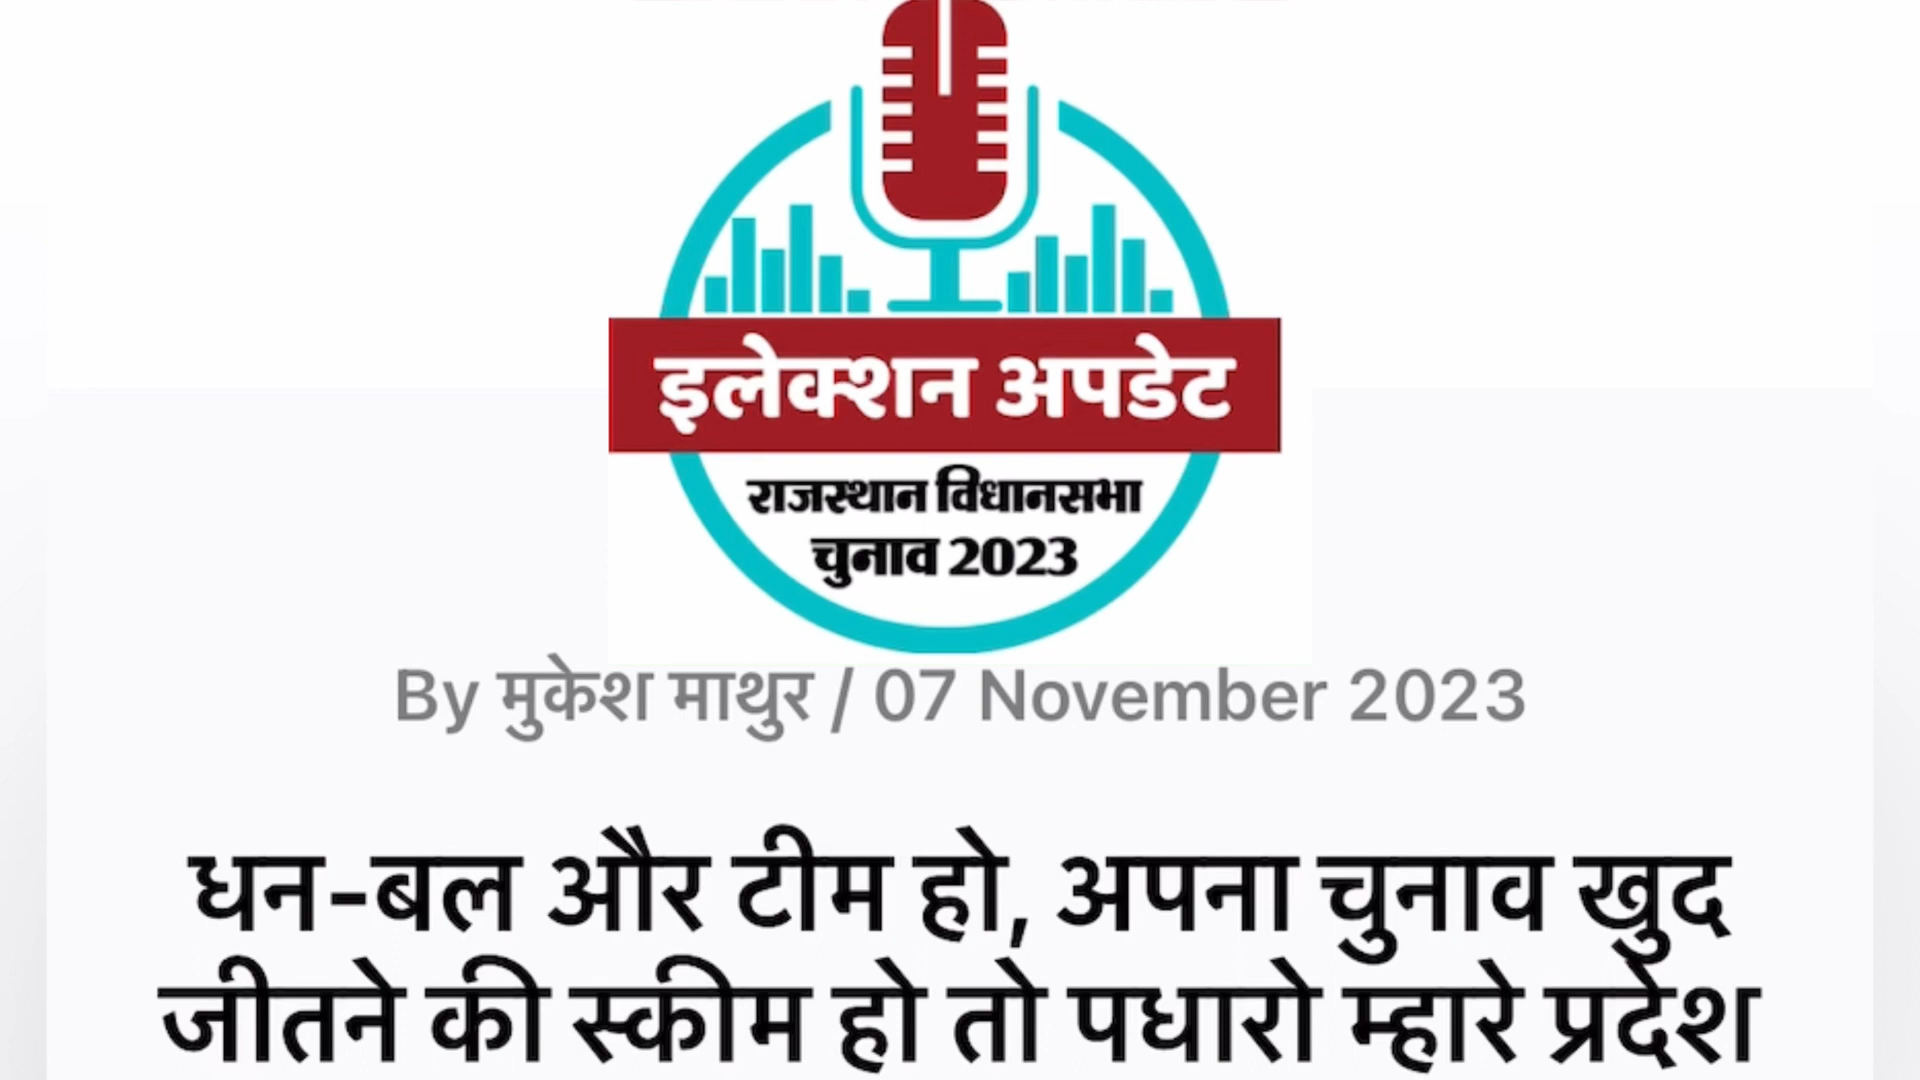 इलेक्शन अपडेट
राजस्थान विधानसभा
चुनाव 2023
By मुकेश माथुर / 07 November 2023
धन-बल और टीम हो, अपना चुनाव खुद
जीतने की स्कीम हो तो पधारो म्हारे प्रदेश